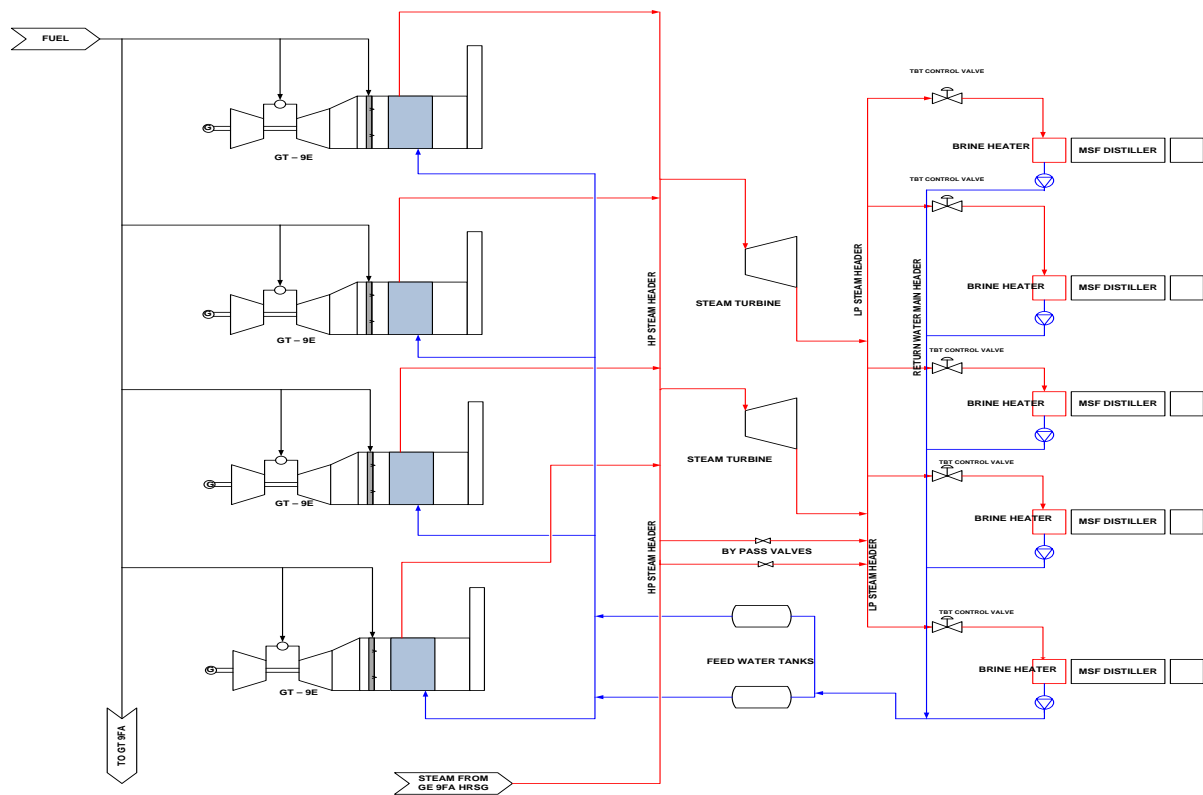 FUEL
TBT CONTROL VALVE
BRINE HEATER
MSF DISTILLER
G
GT – 9E
TBT CONTROL VALVE
HP STEAM HEADER
LP STEAM HEADER
RETURN WATER MAIN HEADER
STEAM TURBINE
BRINE HEATER
MSF DISTILLER
G
GT – 9E
TBT CONTROL VALVE
BRINE HEATER
MSF DISTILLER
STEAM TURBINE
TBT CONTROL VALVE
G
GT – 9E
BRINE HEATER
MSF DISTILLER
HP STEAM HEADER
BY PASS VALVES
LP STEAM HEADER
TBT CONTROL VALVE
FEED WATER TANKS
G
GT – 9E
BRINE HEATER
MSF DISTILLER
TO GT 9FA
STEAM FROM
GE 9FA HRSG